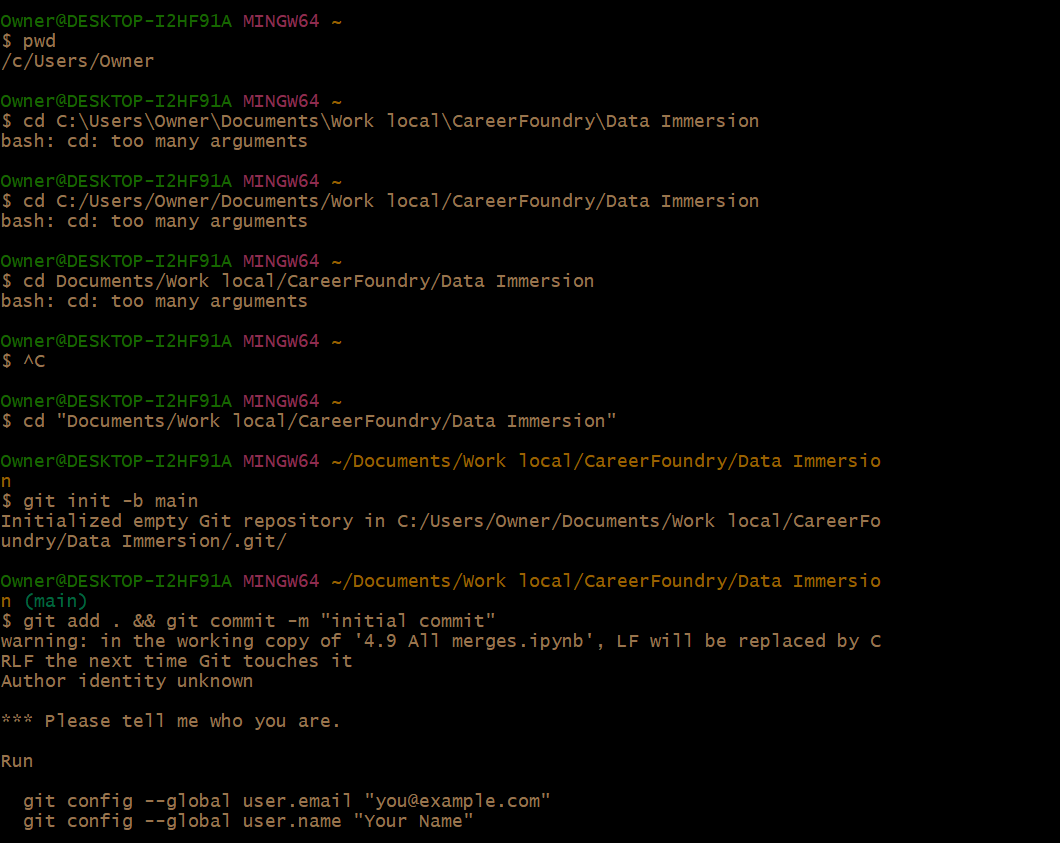 Owner@DESKTOP-I2HF91A MINGW64 ~
$ pwd
/c/Users/Owner
Owner@DESKTOP-I2HF91A MINGW64 ~
$ cd C:\Users\Owner\Documents\Work local\CareerFoundry\Data Immersion
bash: cd: too many arguments
Owner@DESKTOP-I2HF91A MINGW64 ~
$ cd C:/Users/Owner/Documents/Work local/CareerFoundry/Data Immersion
bash: cd: too many arguments
Owner@DESKTOP-I2HF91A MINGW64 ~
$ cd Documents/Work local/CareerFoundry/Data Immersion
bash: cd: too many arguments
Owner@DESKTOP-I2HF91A MINGW64 ~
$ ^C
Owner@DESKTOP-I2HF91A MINGW64 ~
$ cd "Documents/Work local/CareerFoundry/Data Immersion"
Owner@DESKTOP-I2HF91A MINGW64 ~/Documents/Work local/CareerFoundry/Data Immersio
n
$ git init -b main
Initialized empty Git repository in C:/Users/Owner/Documents/Work local/CareerFo
undry/Data Immersion/.git/
Owner@DESKTOP-I2HF91A MINGW64 ~/Documents/Work local/CareerFoundry/Data Immersio
n (main)
$ git add . && git commit -m "initial commit"
warning: in the working copy of '4.9 All merges.ipynb', LF will be replaced by C
RLF the next time Git touches it
Author identity unknown
*** Please tell me who you are.
Run
git config --global user.email "you@example.com"
git config --global user.name "Your Name"